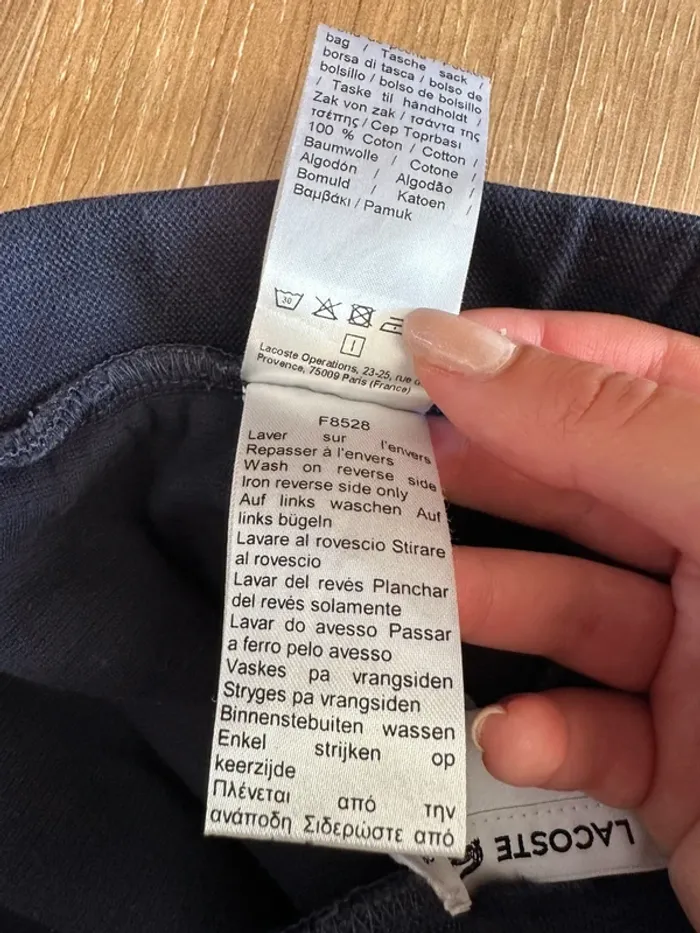 bag / Tasche sack /
borsa di tasca / bolso de
bolsillo / bolso de bolsillo
/ Taske til håndholdt /
Zak von zak / τσάντα της
τσέπης / Cep Toprbası
100 % Coton / Cotton /
Baumwolle / Cotone /
Algodón / Algodão /
Bomuld / Katoen /
Βαμβάκι / Pamuk
30
I
Lacoste Operations, 23-25, rue d
Provence, 75009 Paris (France)
F8528
Laver sur l'envers
Repasser à l'envers
Wash on reverse side
Iron reverse side only
Auf links waschen Auf
links bügeln
Lavare al rovescio Stirare
al rovescio
Lavar del revés Planchar
del revés solamente
Lavar do avesso Passar
a ferro pelo avesso
Vaskes pa vrangsiden
Stryges pa vrangsiden
Binnenstebuiten wassen
Enkel strijken op
keerzijde
Πλένεται από την
ανάποδη Σιδερώστε από
LACOSTE